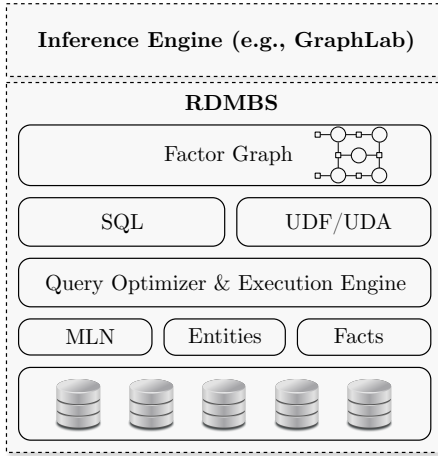 Inference Engine (e.g., GraphLab)
RDMBS
Factor Graph
SQL
UDF/UDA
Query Optimizer & Execution Engine
MLN
Entities
Facts